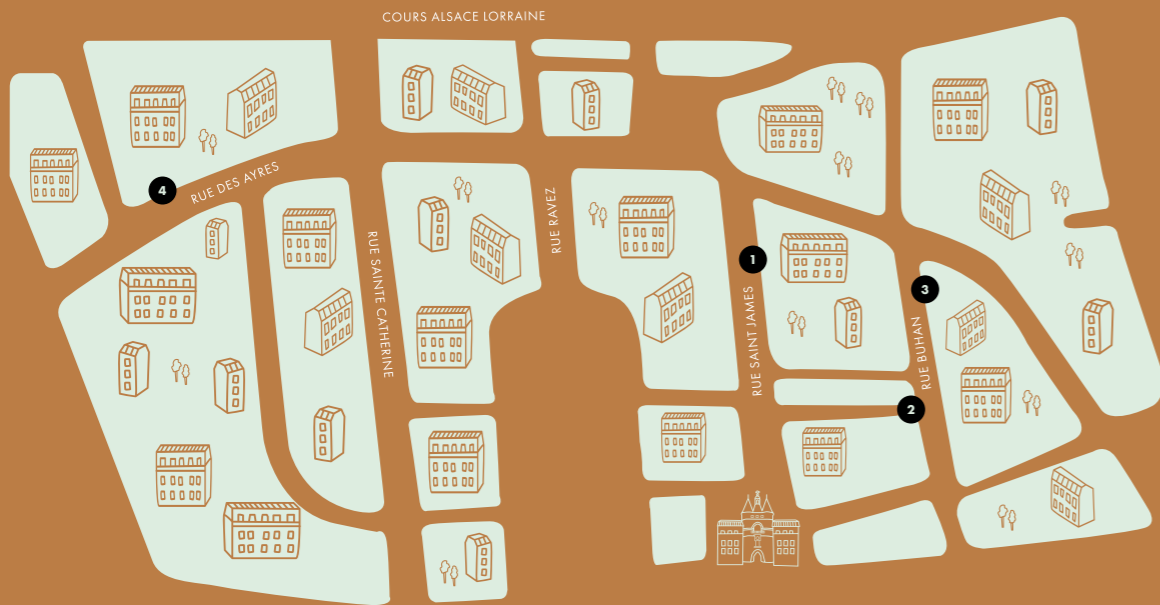 COURS ALSACE LORRAINE
4
RUE DES AYRES
RUE SAINTE CATHERINE
RUE RAVEZ
1
RUE SAINT JAMES
3
RUE BUHAN
2